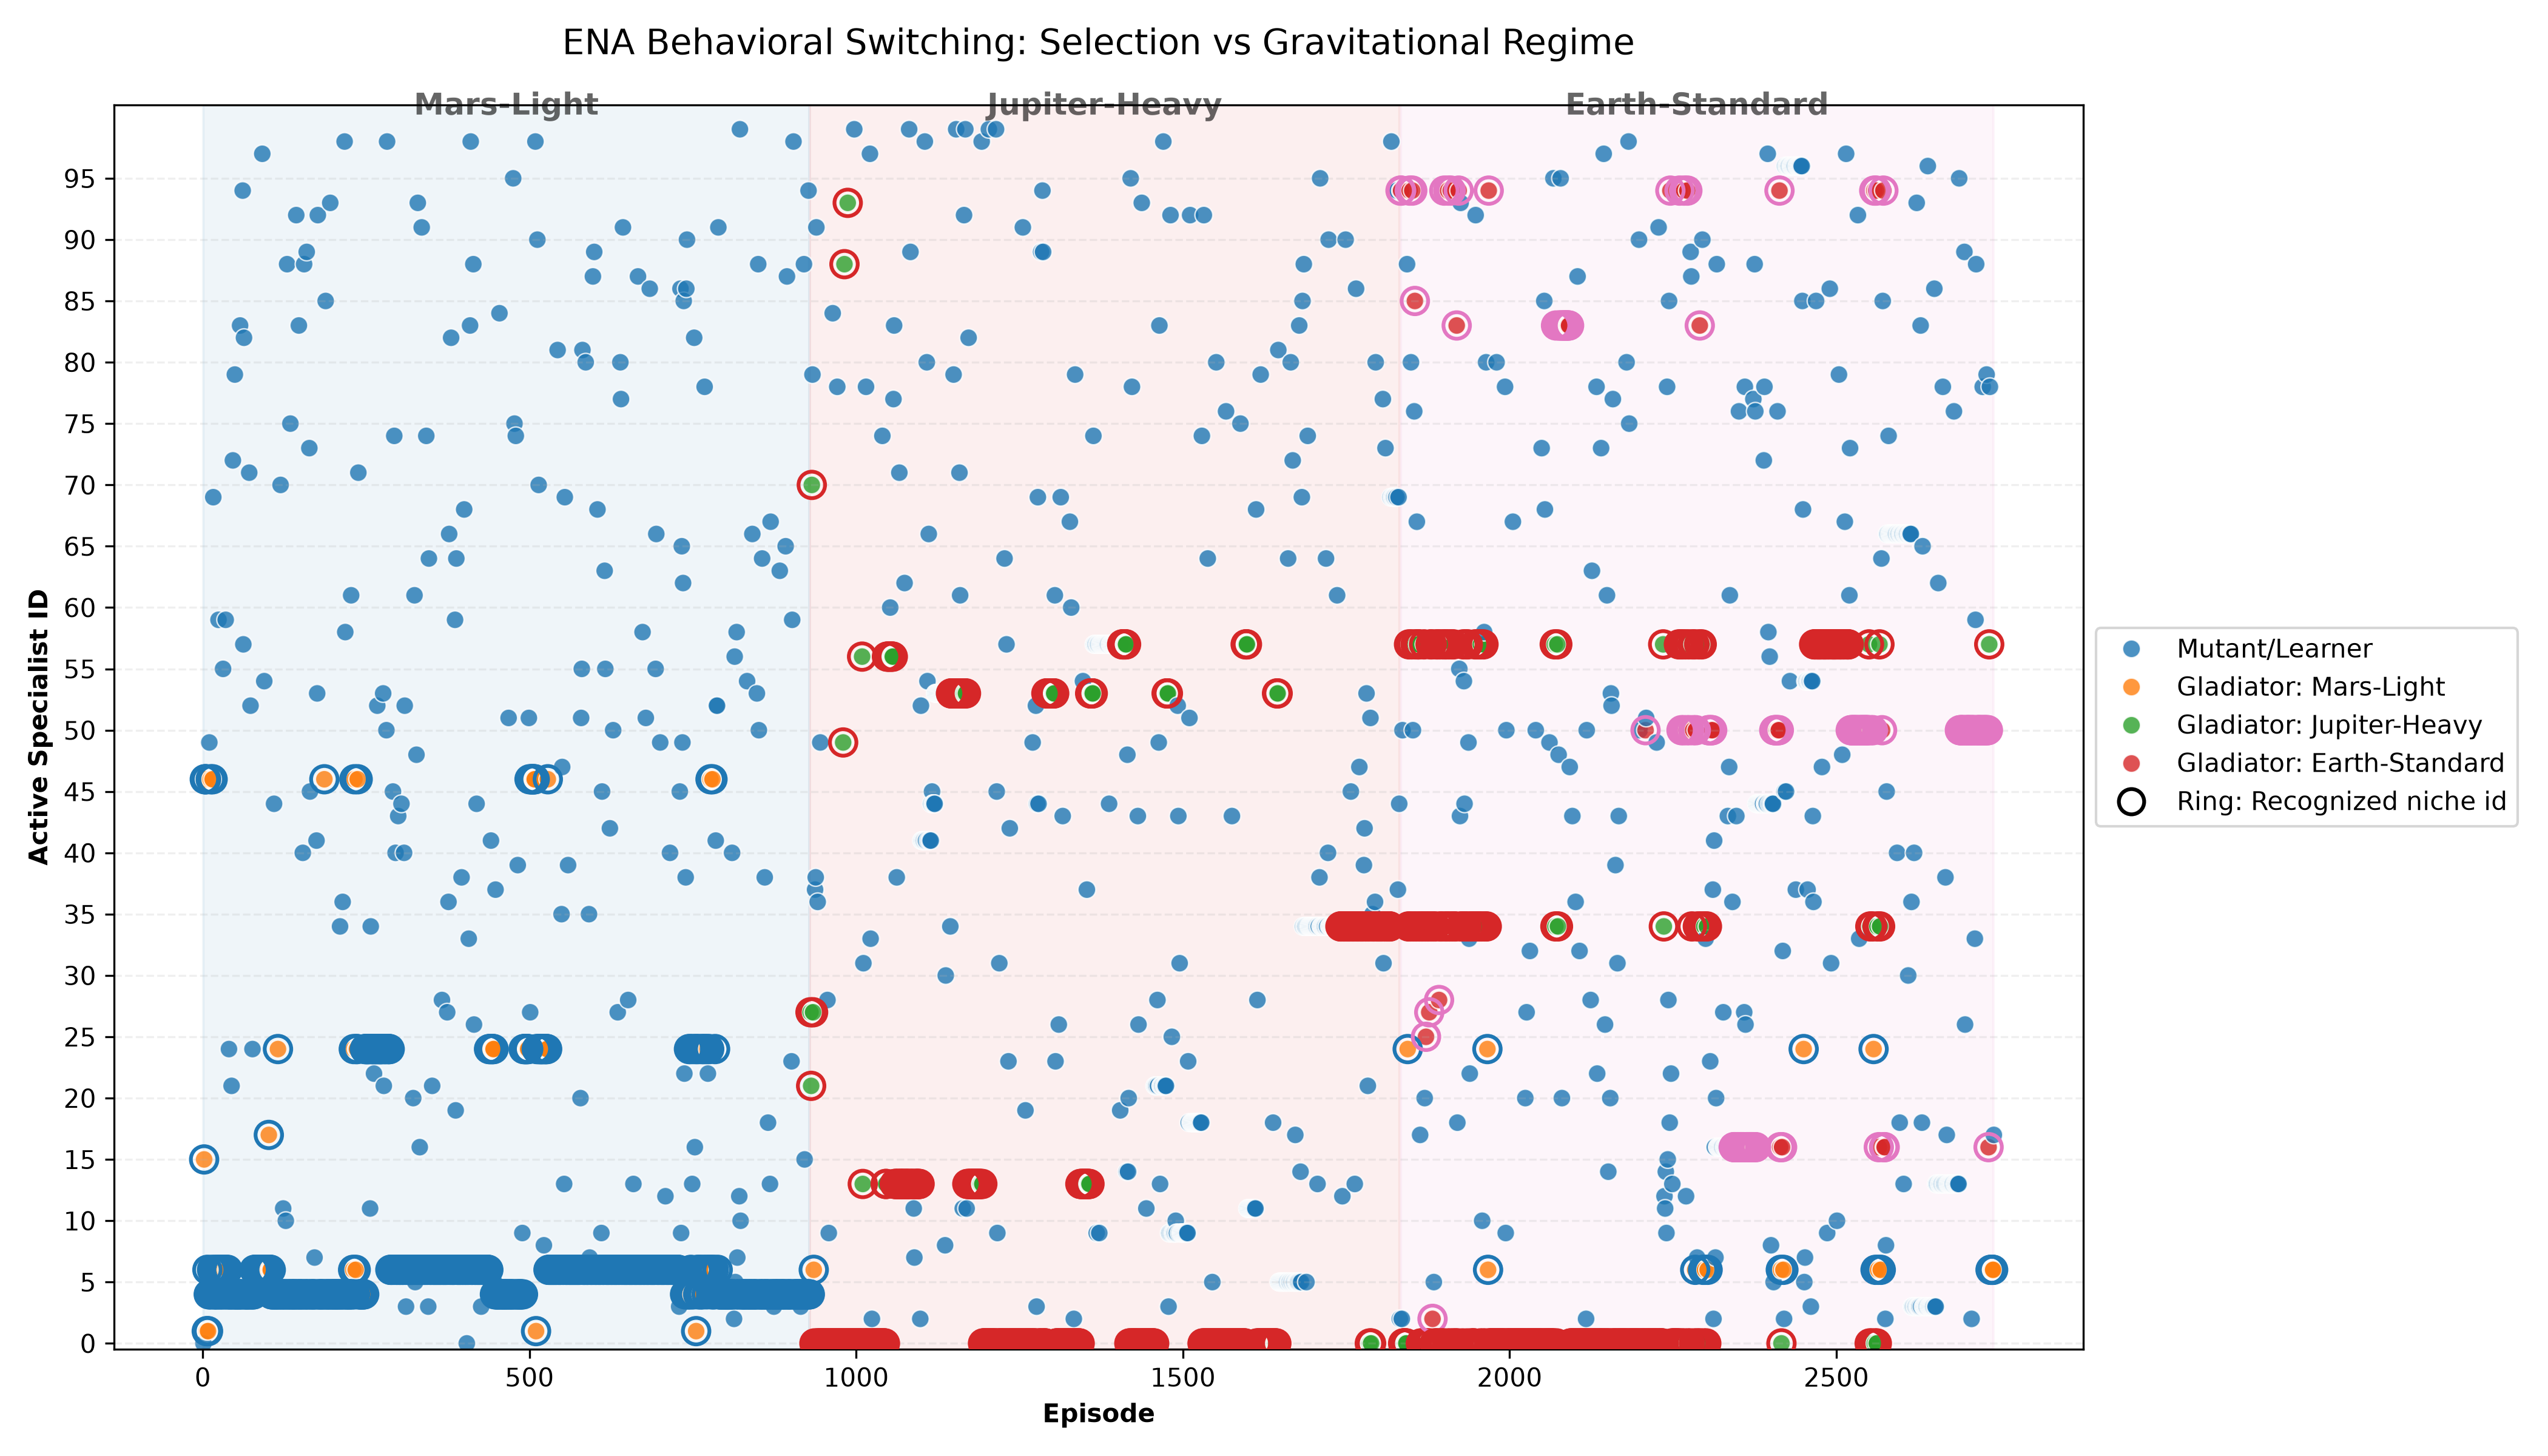 ENA Behavioral Switching: Selection vs Gravitational Regime
Mars-Light Jupiter-Heavy Earth-Standard
95
90
85
80
75
70
65
60
55
50
45
40
35
30
25
20
15
10
5
0
Active Specialist ID
0 500 1000 1500 2000 2500
Episode
Mutant/Learner
Gladiator: Mars-Light
Gladiator: Jupiter-Heavy
Gladiator: Earth-Standard
Ring: Recognized niche id